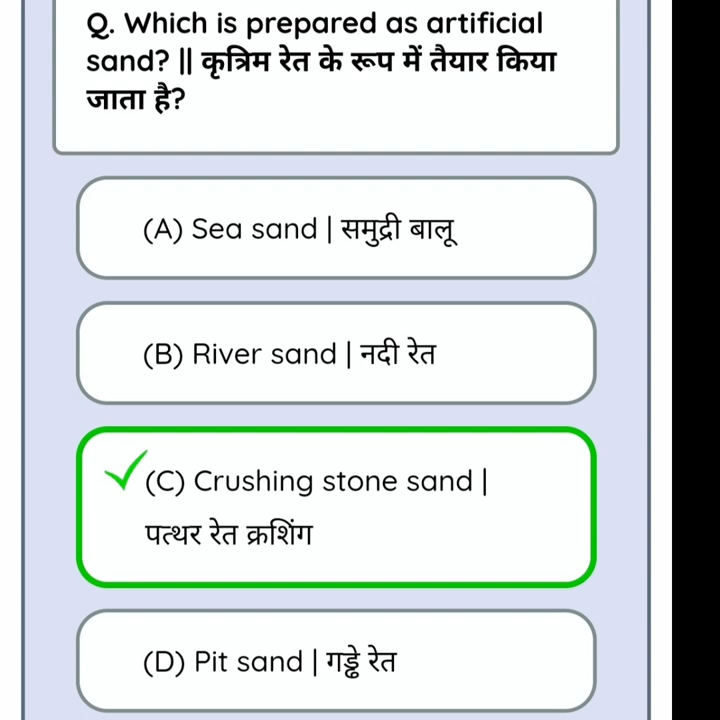 Q. Which is prepared as artificial
sand? || कृत्रिम रेत के रूप में तैयार किया
जाता है?
(A) Sea sand | समुद्री बालू
(B) River sand | नदी रेत
(C) Crushing stone sand |
पत्थर रेत क्रशिंग
(D) Pit sand | गड्ढे रेत